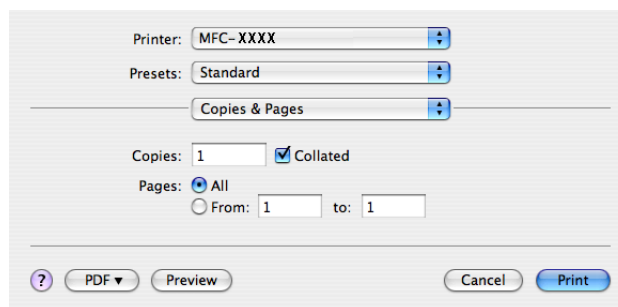 Printer: MFC-XXXX
Presets: Standard
Copies & Pages
Copies: 1 Collated
Pages: All
From: 1 to: 1
? PDF ▼ Preview Cancel Print